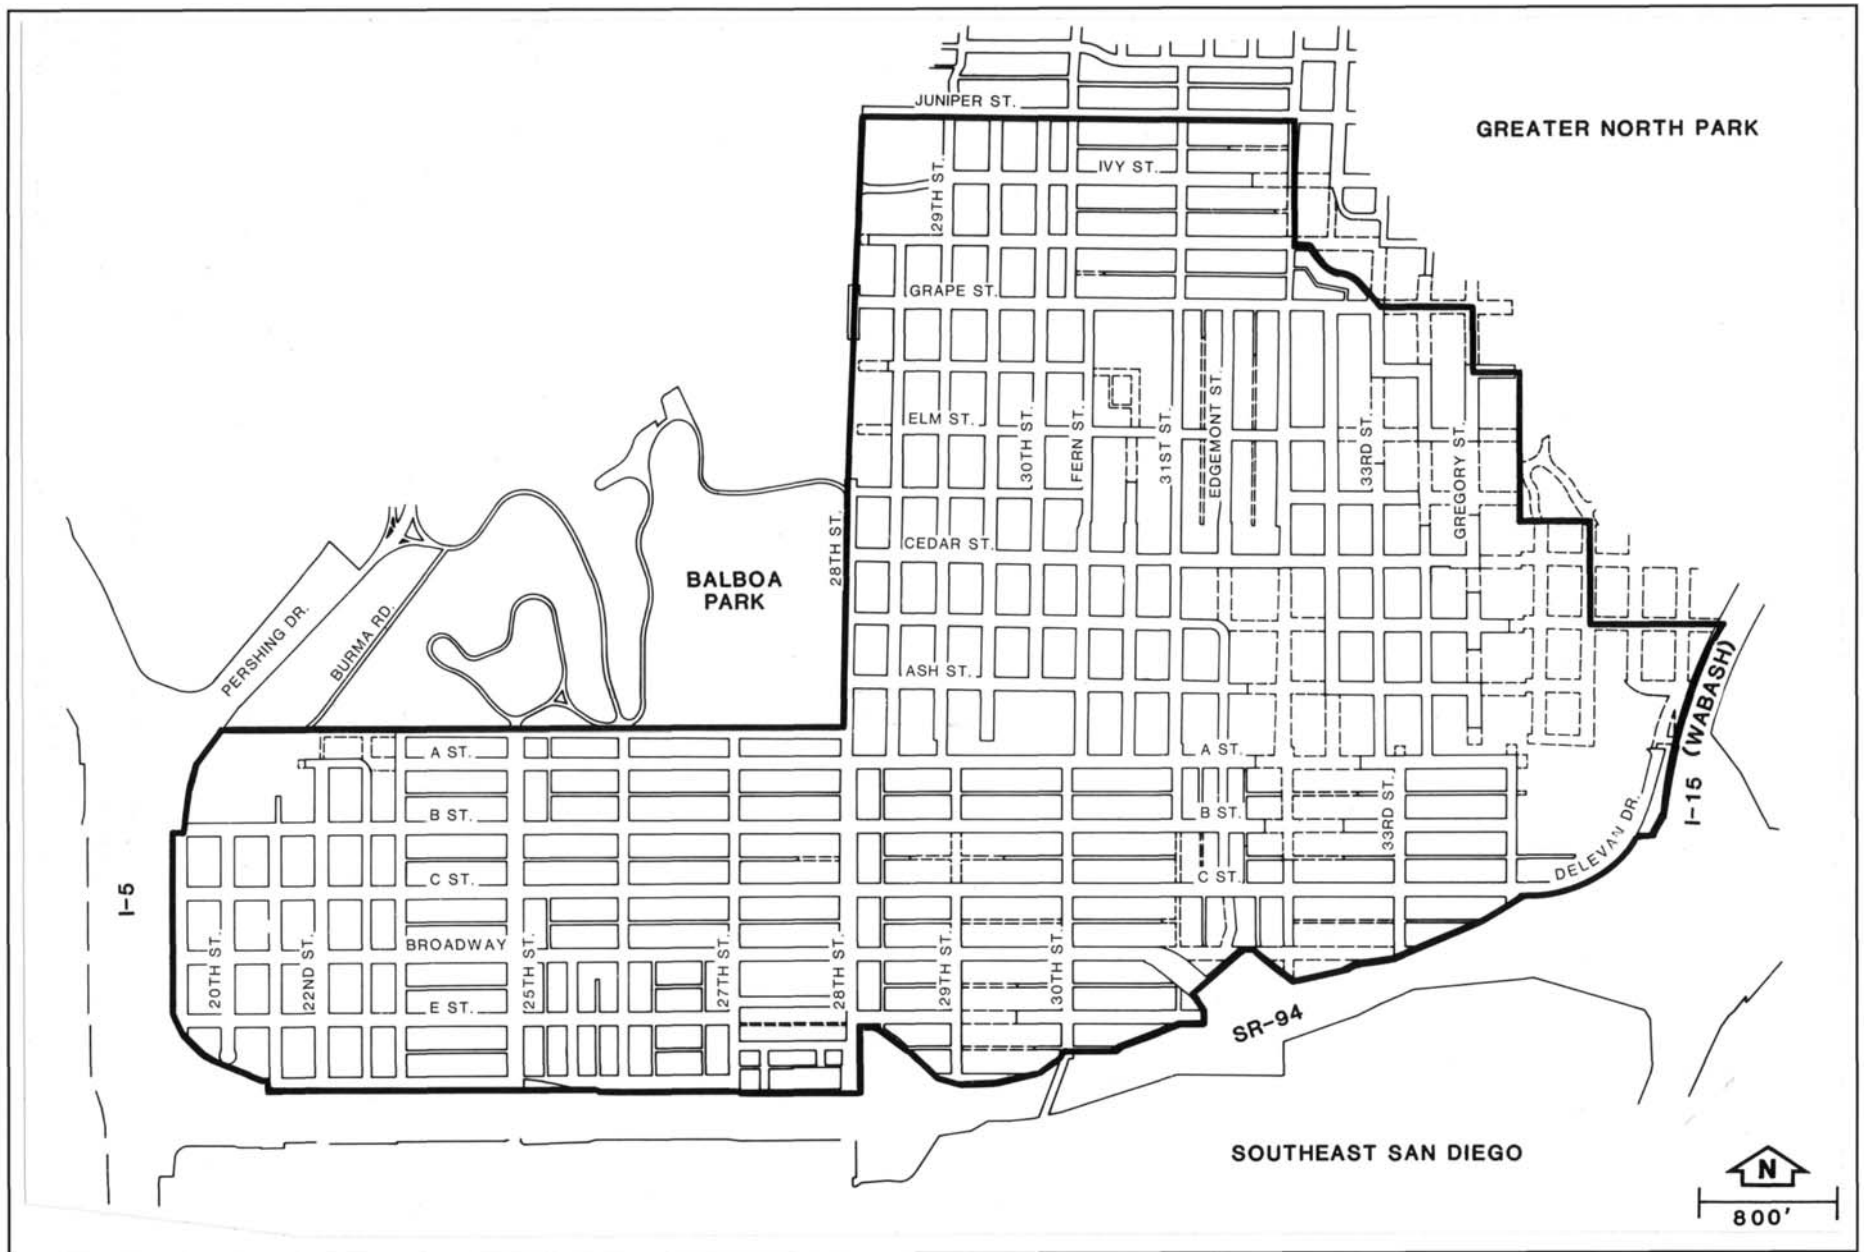 JUNIPER ST.
GREATER NORTH PARK
IVY ST.
29TH ST.
GRAPE ST.
ELM ST.
30TH ST.
FERN ST.
31ST ST.
EDGEMONT ST.
33RD ST.
GREGORY ST.
28TH ST.
CEDAR ST.
BALBOA
PARK
PERSHING DR.
BURMA RD.
ASH ST.
I-15 (WABASH)
A ST.
A ST.
B ST.
B ST.
33RD ST.
DELEVAN DR.
C ST.
C ST.
I-5
BROADWAY
20TH ST.
22ND ST.
25TH ST.
27TH ST.
28TH ST.
29TH ST.
30TH ST.
E ST.
SR-94
SOUTHEAST SAN DIEGO
N
800'